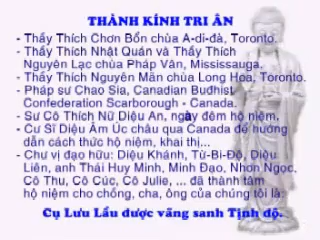 THÀNH KÍNH TRI ÂN
- Thầy Thích Chơn Bổn chùa A-di-đà, Toronto.
- Thầy Thích Nhật Quán và Thầy Thích
Nguyên Lạc chùa Pháp Vân, Mississauga.
- Thầy Thích Nguyên Mãn chùa Long Hoa, Toronto.
- Pháp sư Chao Sia, Canadian Budhist
Confederation Scarborough - Canada.
- Sư Cô Thích Nữ Diệu An, ngày đêm hộ niệm.
- Cư Sĩ Diệu Âm Úc châu qua Canada để hướng
dẫn cách thức hộ niệm, khai thị...
- Chư vị đạo hữu: Diệu Khánh, Từ-Bi-Độ, Diệu
Liên, anh Thái Huy Minh, Minh Đạo, Nhơn Ngọc,
Cô Thu, Cô Cúc, Cô Julie, ... đã thành tâm
hộ niệm cho chồng, cha, ông của chúng tôi là:
Cụ Lưu Lầu được vãng sanh Tịnh độ.